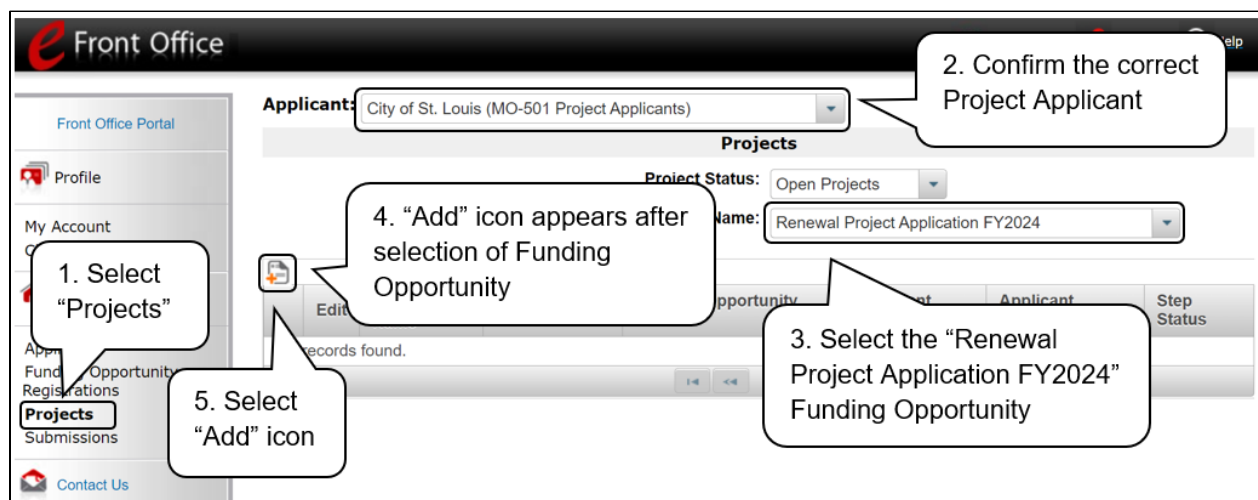 e Front Office
elp
2. Confirm the correct
Project Applicant
Applicant: City of St. Louis (MO-501 Project Applicants)
Front Office Portal
Projects
Profile
Project Status: Open Projects
4. “Add” icon appears after
selection of Funding
Opportunity
Name: Renewal Project Application FY2024
My Account
1. Select
“Projects”
Edit
Opportunity
Applicant
Step
Status
records found.
3. Select the “Renewal
Project Application FY2024”
Funding Opportunity
App
Funding Opportunity
Registrations
Projects
Submissions
5. Select
“Add” icon
Contact Us